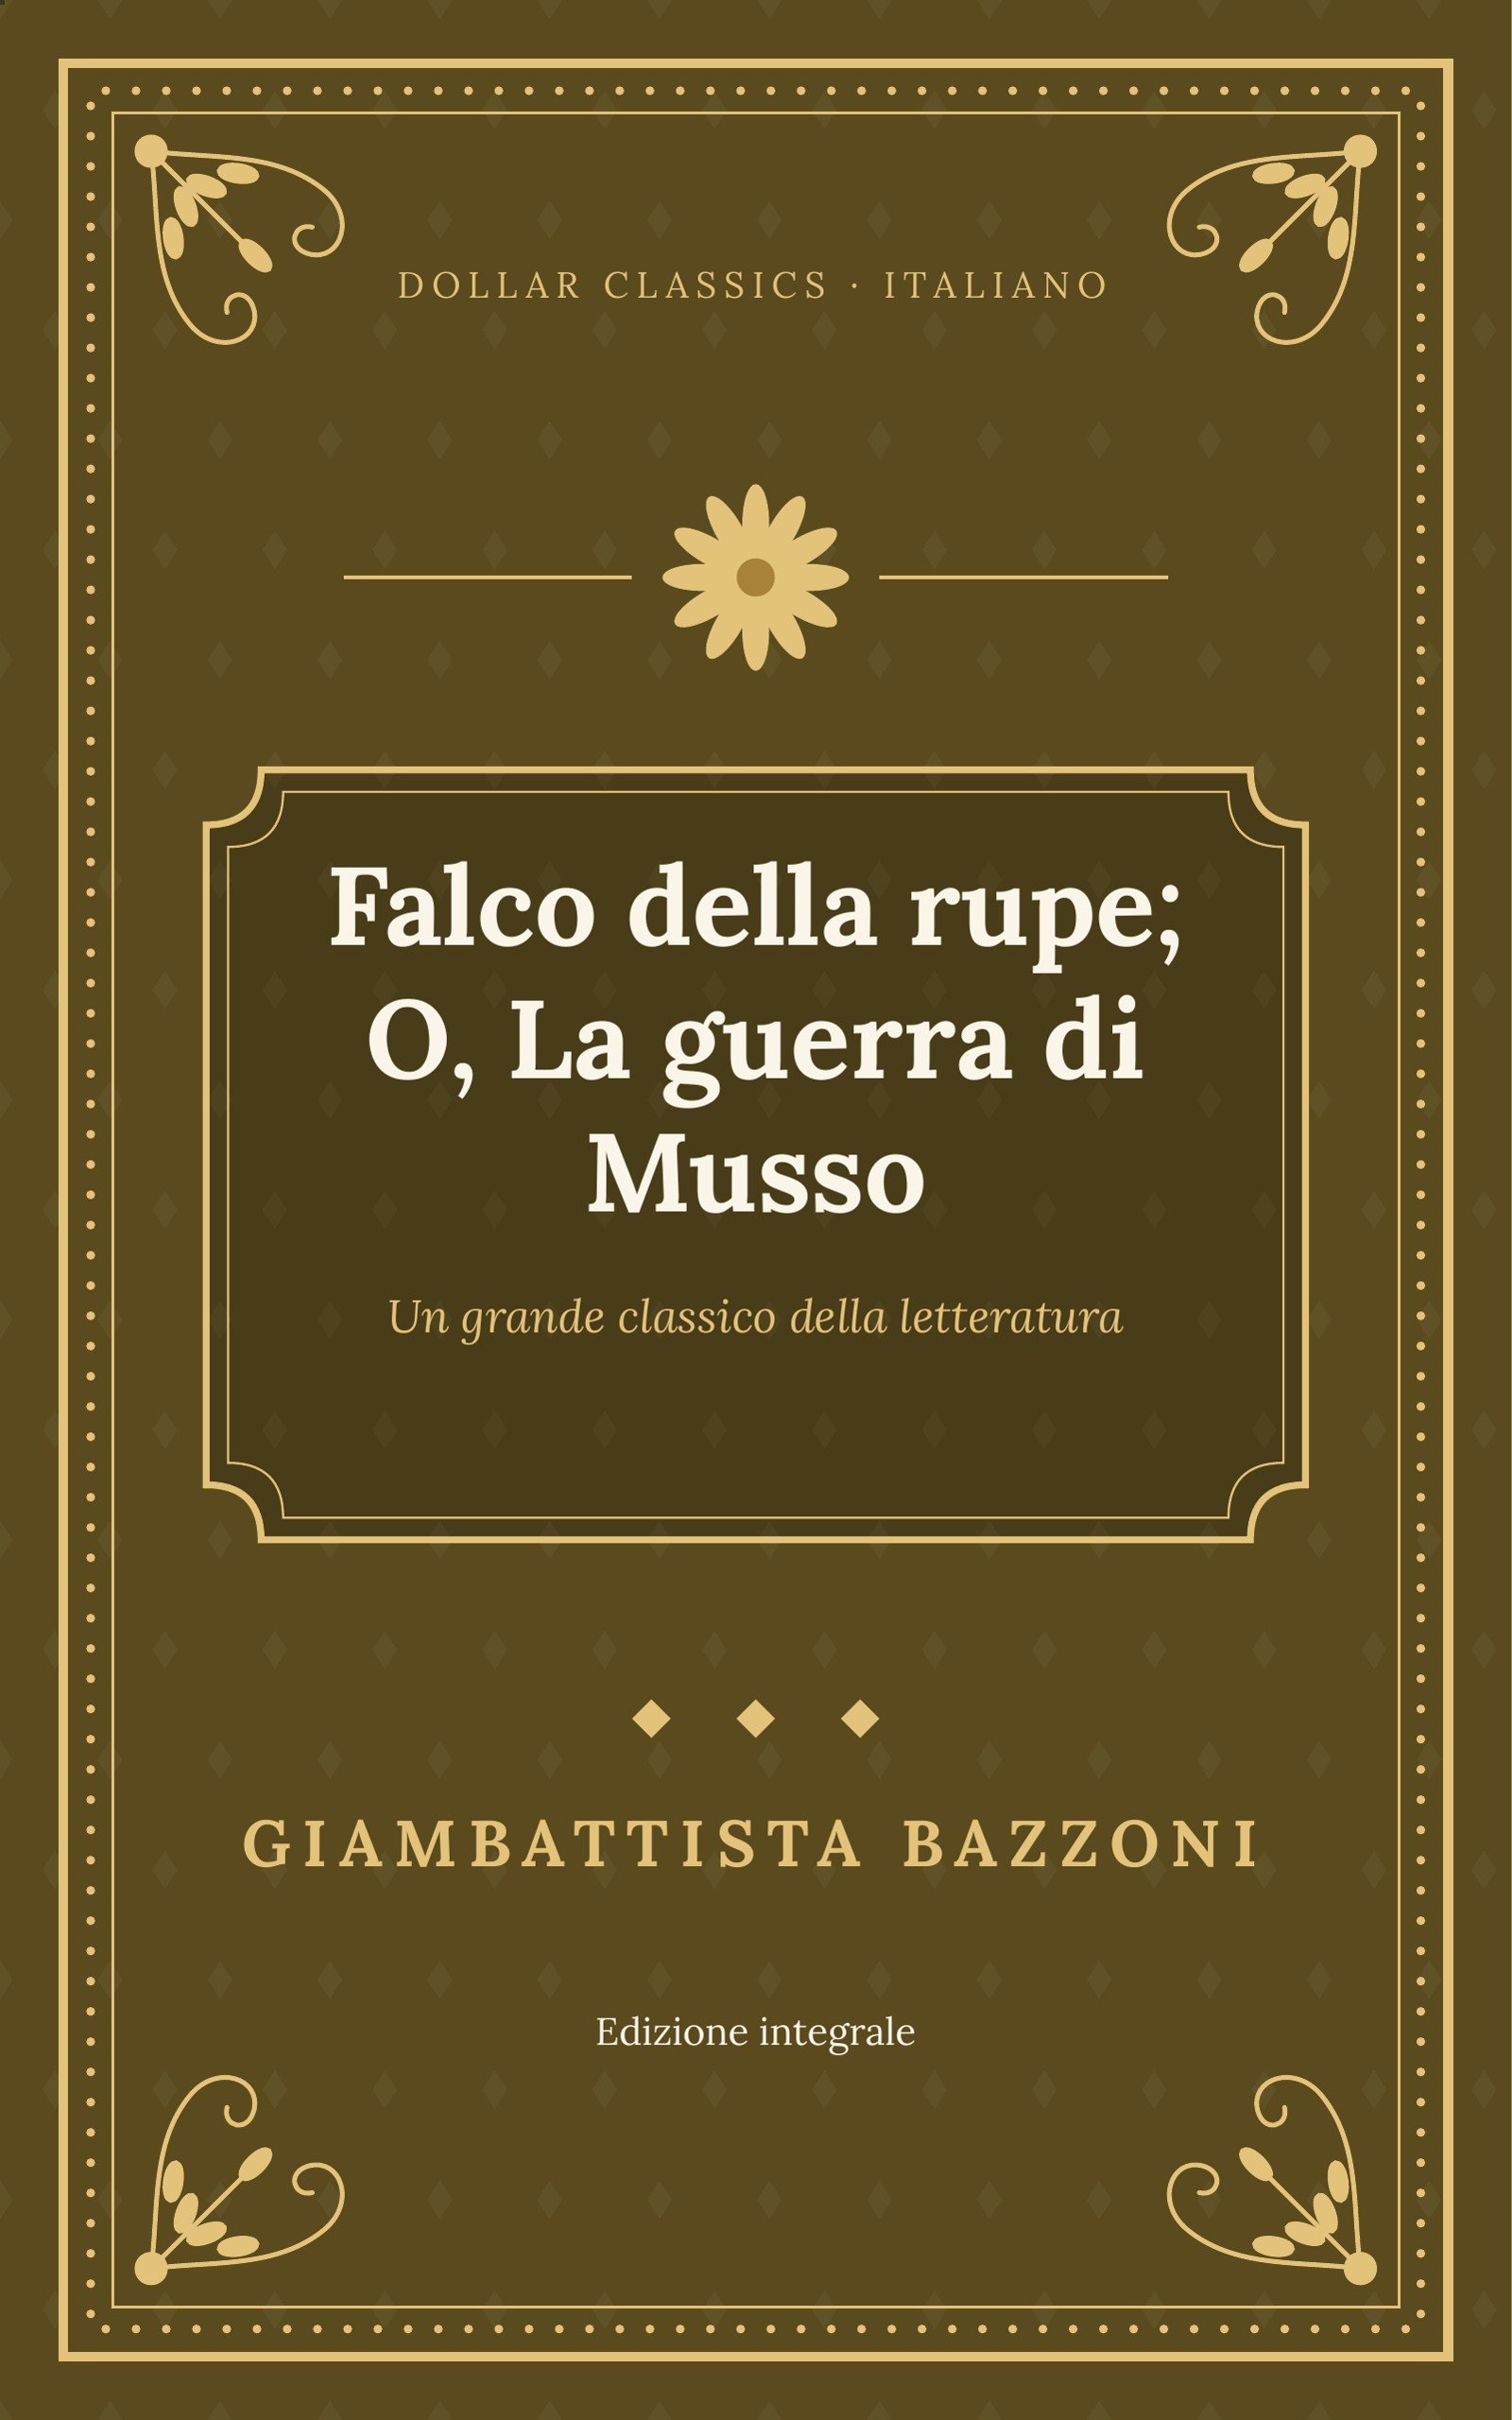 DOLLAR CLASSICS · ITALIANO
Falco della rupe;
O, La guerra di
Musso
Un grande classico della letteratura
GIAMBATTISTA BAZZONI
Edizione integrale